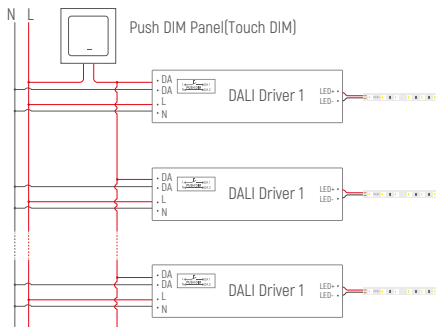 N L
Push DIM Panel(Touch DIM)
DA
DA
L
N
DALI Driver 1
LED+
LED-
DA
DA
L
N
DALI Driver 1
LED+
LED-
DA
DA
L
N
DALI Driver 1
LED+
LED-